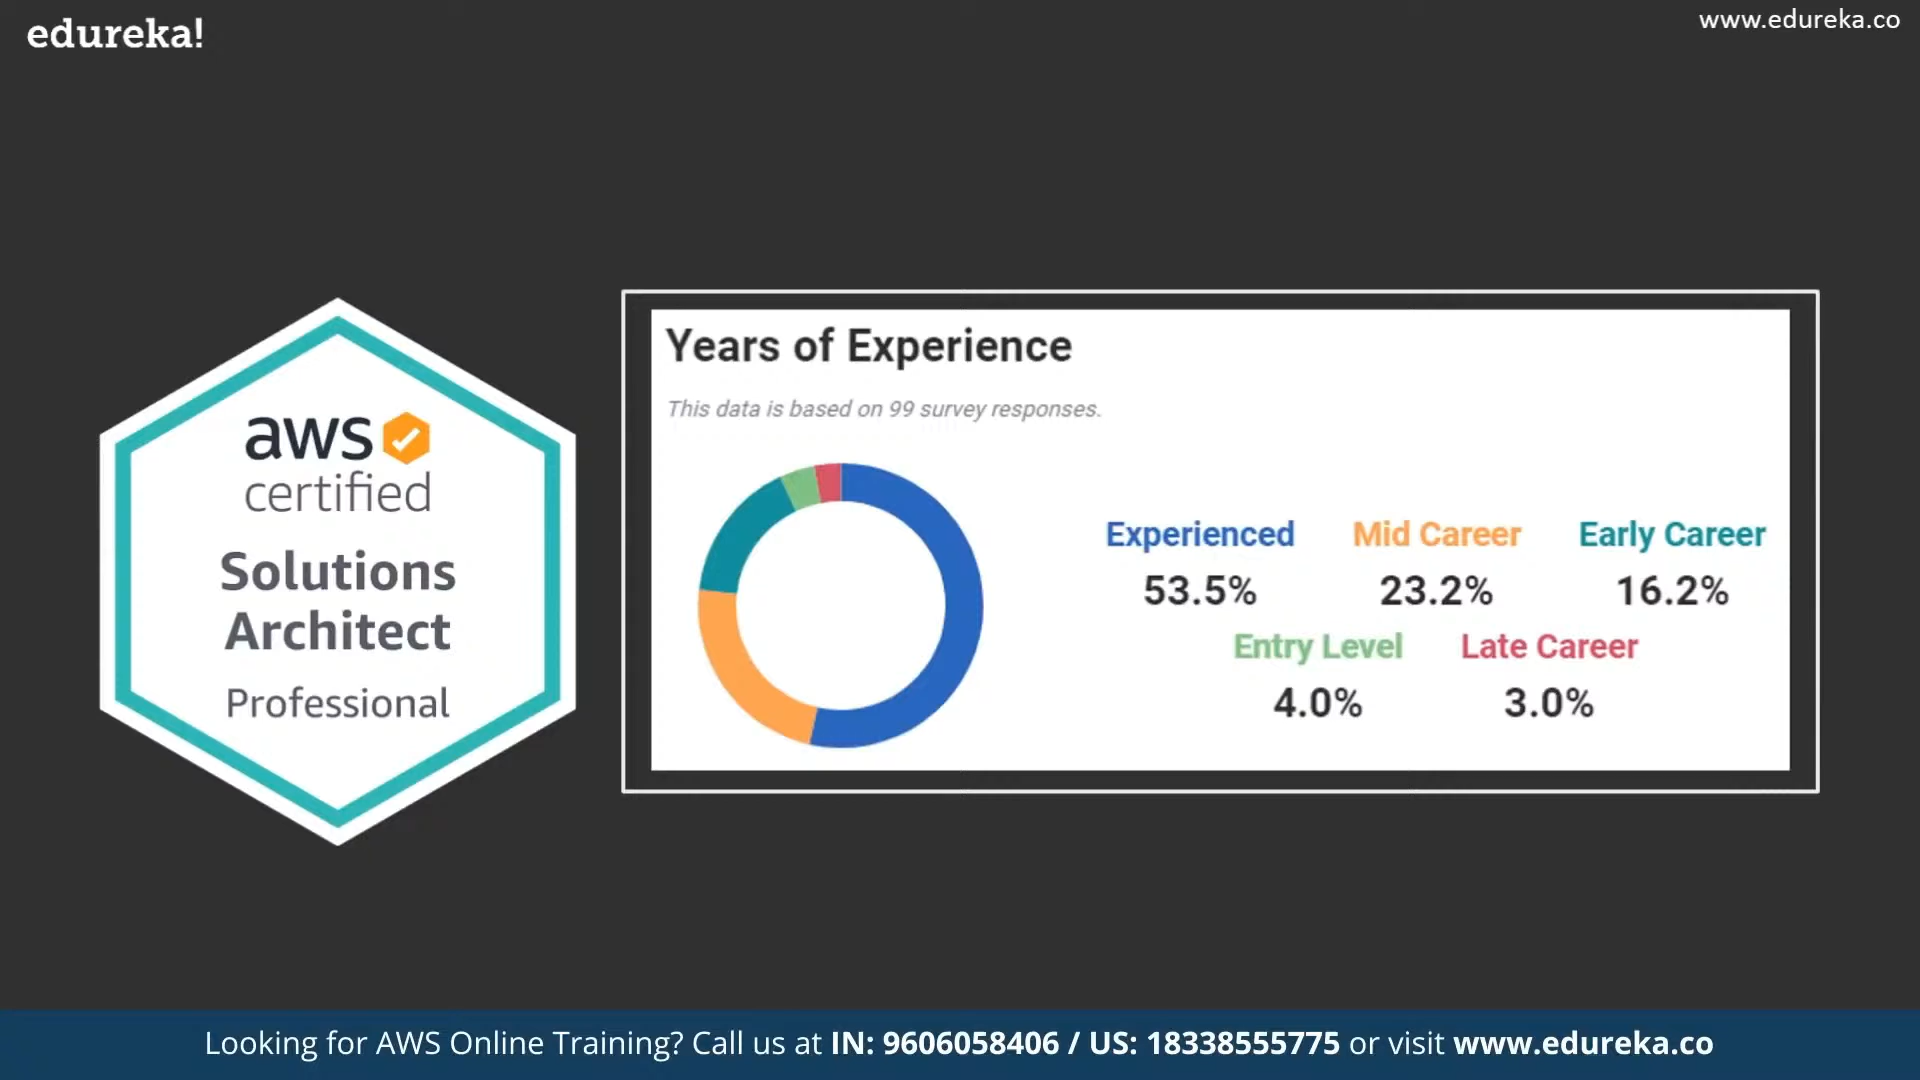 edureka!
www.edureka.co
aws
certified
Solutions
Architect
Professional
Years of Experience
This data is based on 99 survey responses.
Experienced Mid Career Early Career
53.5% 23.2% 16.2%
Entry Level Late Career
4.0% 3.0%
Looking for AWS Online Training? Call us at IN: 9606058406 / US: 18338555775 or visit www.edureka.co